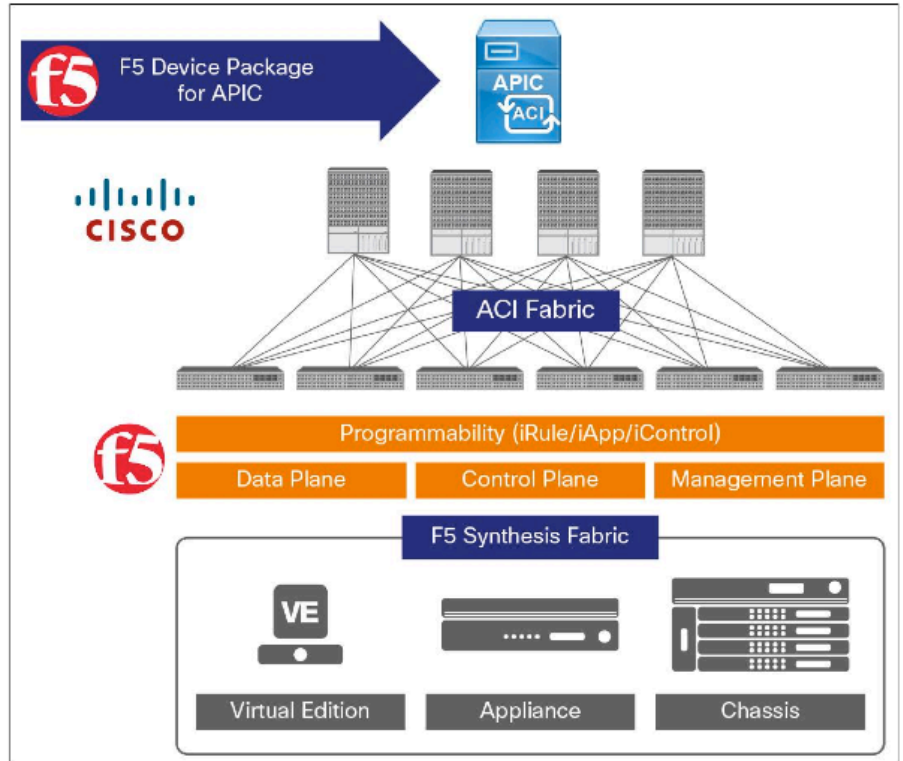 f5
F5 Device Package
for APIC
APIC
ACI
CISCO
ACI Fabric
f5
Programmability (iRule/iApp/iControl)
Data Plane
Control Plane
Management Plane
F5 Synthesis Fabric
VE
Virtual Edition
Appliance
Chassis